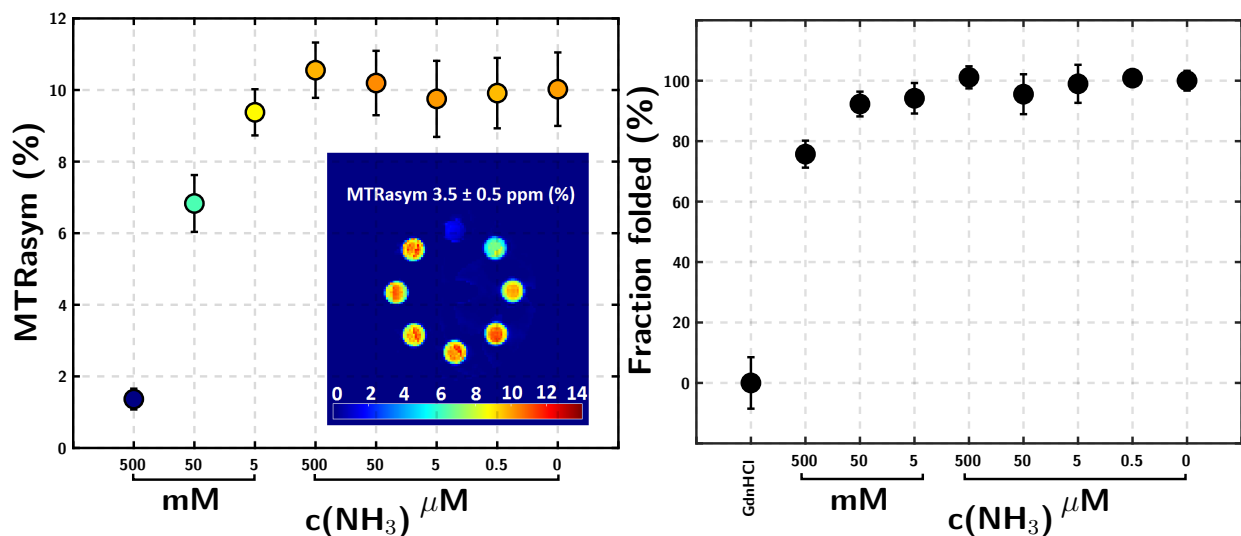 MTRasym (%)
12
10
8
6
4
2
0
MTRasym 3.5 ± 0.5 ppm (%)
0 2 4 6 8 10 12 14
500 50 5 500 50 5 0.5 0
mM
μM
c(NH₃)
Fraction folded (%)
100
80
60
40
20
0
GdnHCl 500 50 5 500 50 5 0.5 0
mM
μM
c(NH₃)